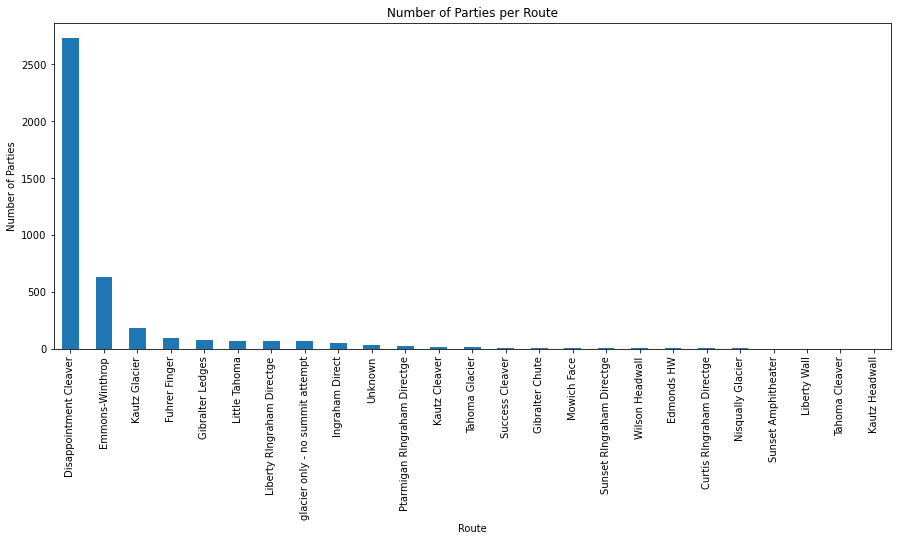 Number of Parties per Route
Number of Parties
2500
2000
1500
1000
500
0
Disappointment Cleaver
Emmons-Winthrop
Kautz Glacier
Fuhrer Finger
Gibralter Ledges
Little Tahoma
Liberty RIngraham Directge
glacier only - no summit attempt
Ingraham Direct
Unknown
Ptarmigan RIngraham Directge
Kautz Cleaver
Tahoma Glacier
Success Cleaver
Gibralter Chute
Mowich Face
Sunset RIngraham Directge
Wilson Headwall
Edmonds HW
Curtis RIngraham Directge
Nisqually Glacier
Sunset Amphitheater
Liberty Wall
Tahoma Cleaver
Kautz Headwall
Route